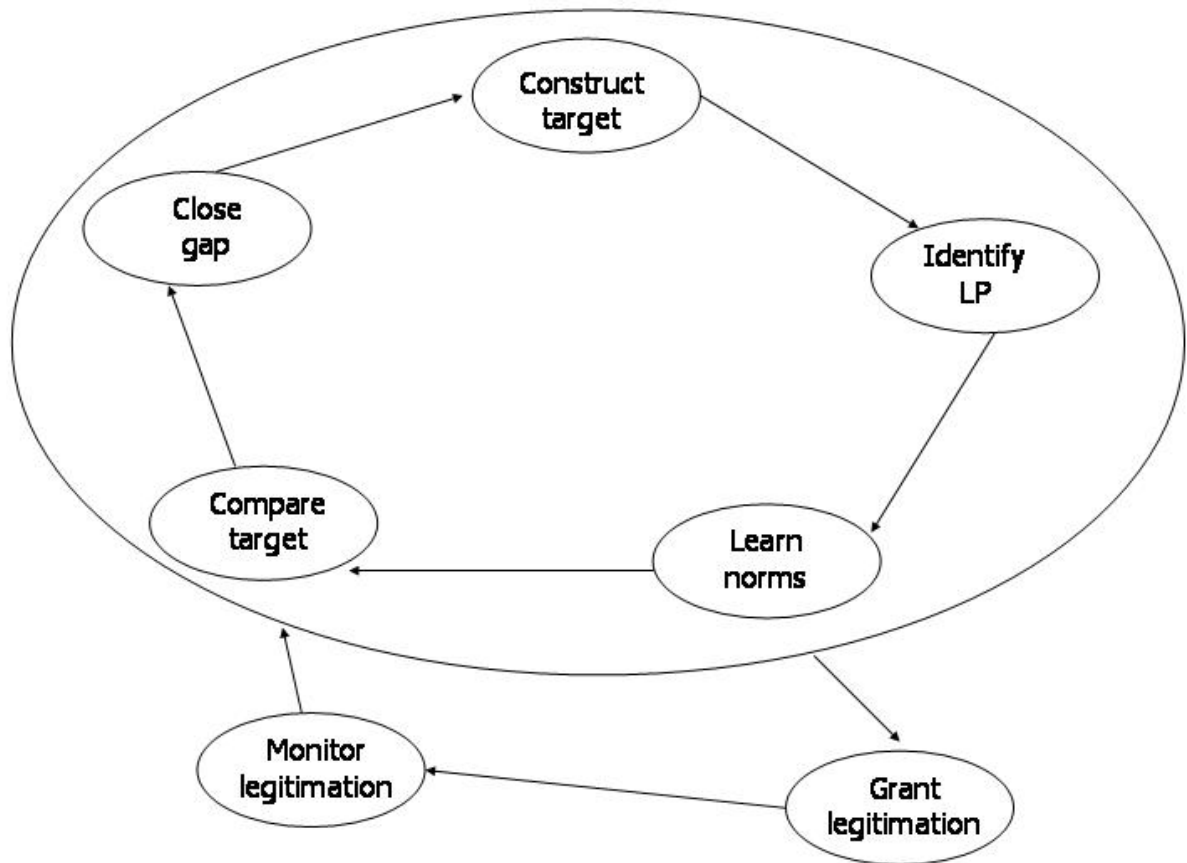 Construct
target
Close
gap
Identify
LP
Compare
target
Learn
norms
Monitor
legitimation
Grant
legitimation